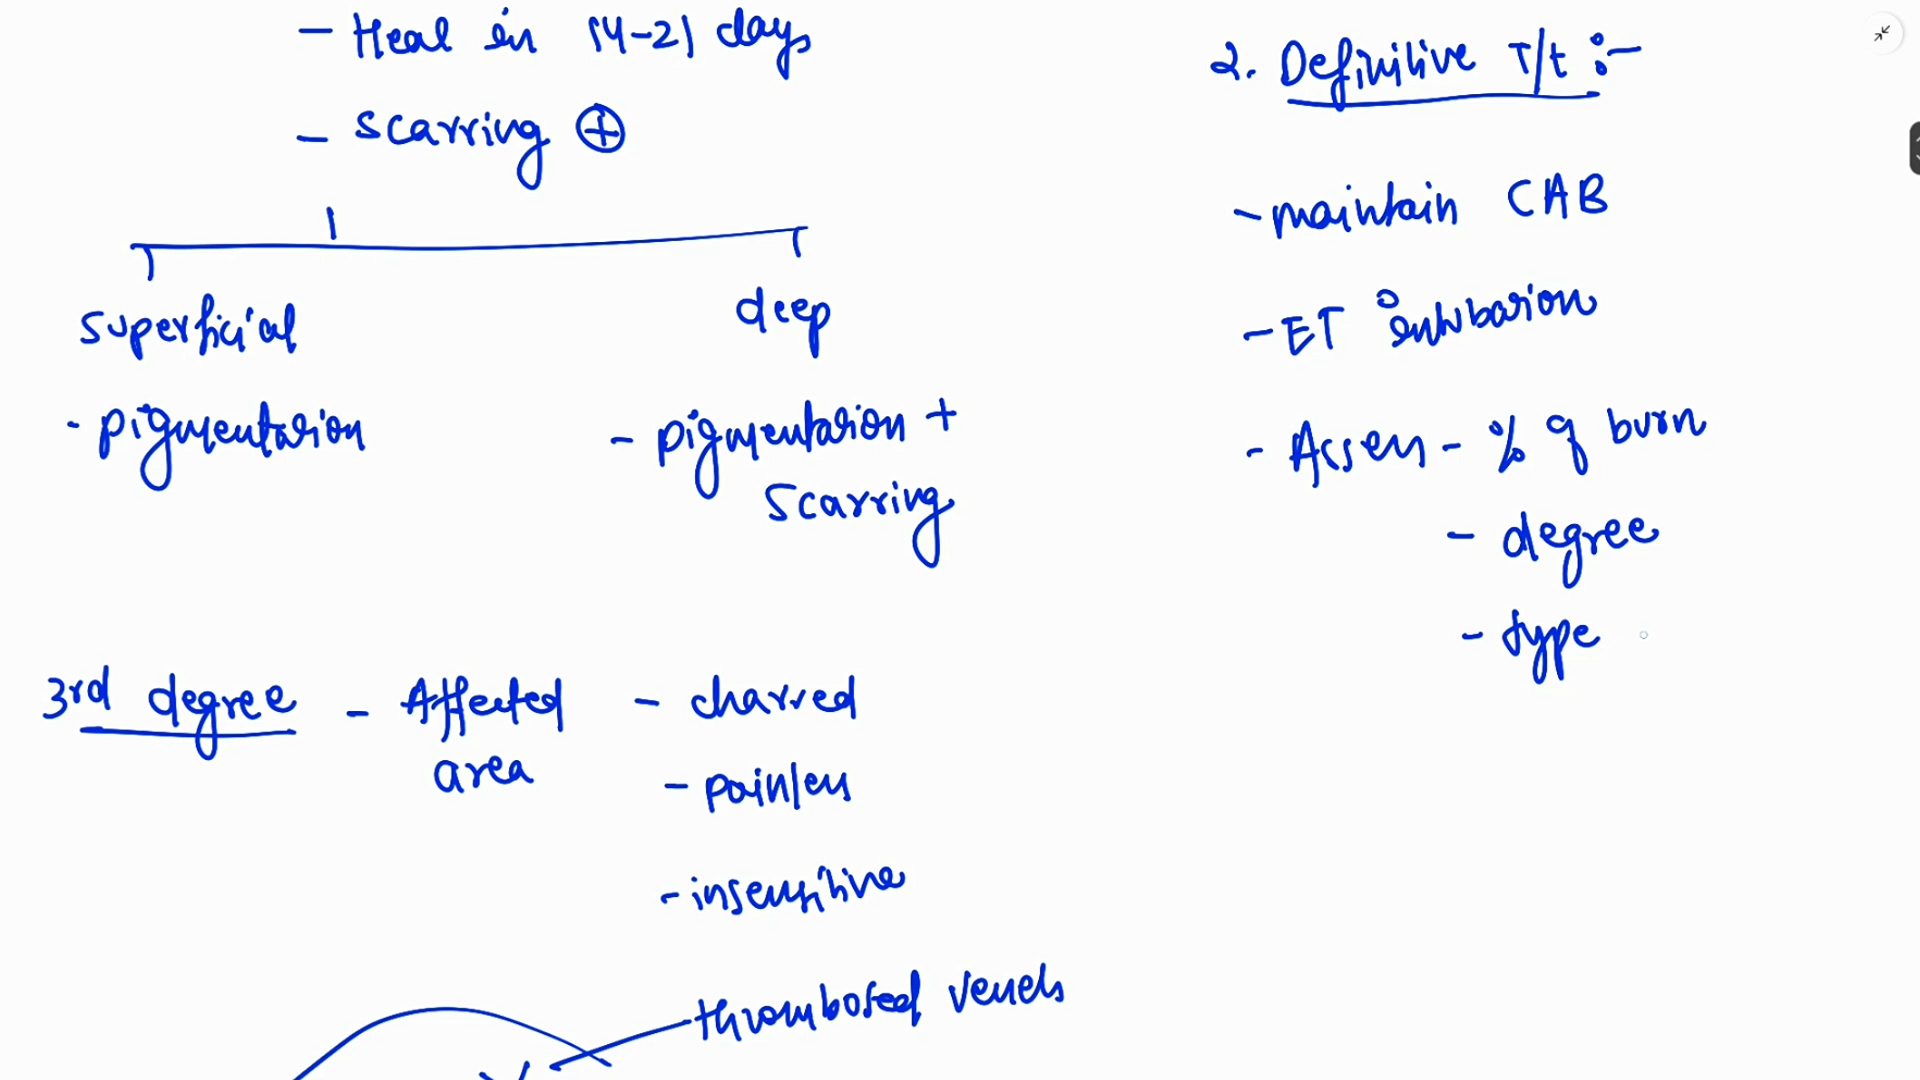 - Heal in 14-21 days
- scarring ⊕
superficial
deep
- pigmentation
- pigmentation +
scarring
3rd degree - Affected area
- charred
- painless
- insensitive
thrombosed vessels
2. Definitive T/t :-
- maintain CAB
- ET intubation
- Assess - % of burn
- degree
- type